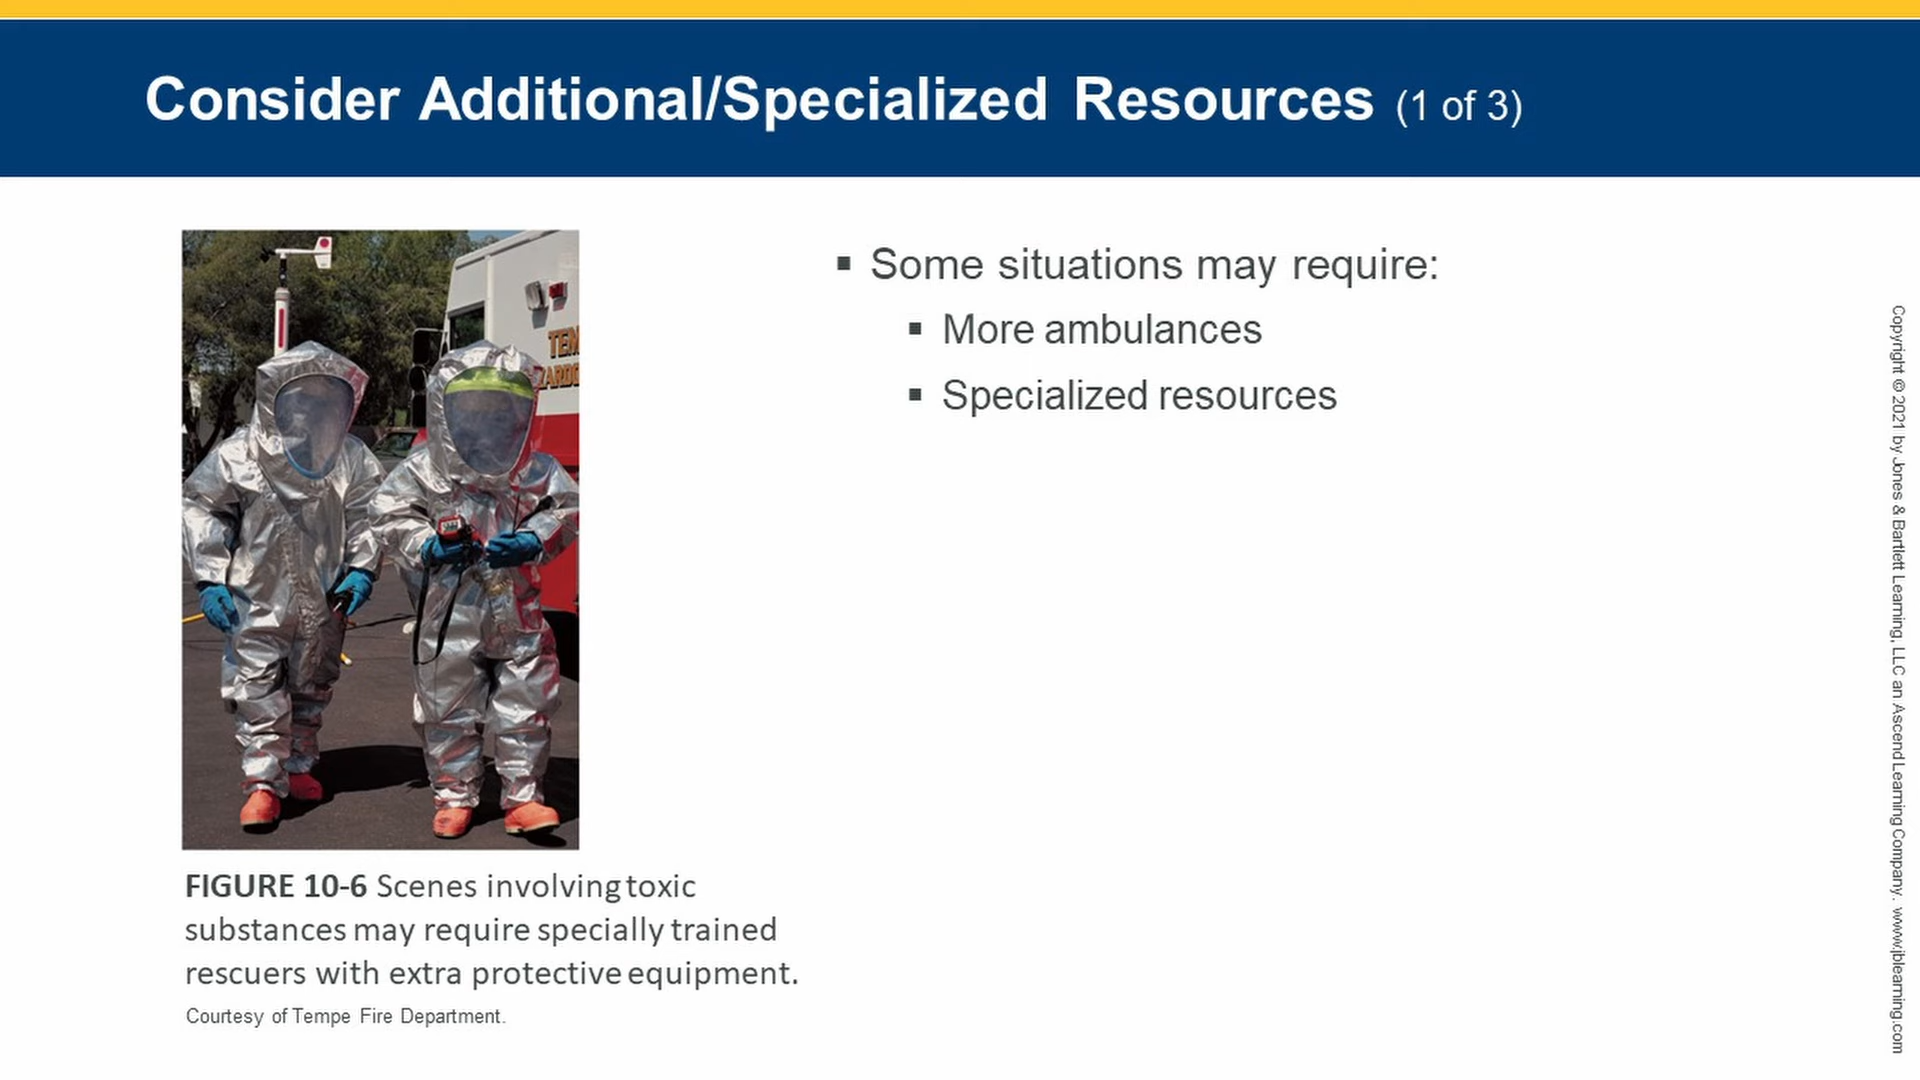 Consider Additional/Specialized Resources (1 of 3)
▪ Some situations may require:
▪ More ambulances
▪ Specialized resources
FIGURE 10-6 Scenes involving toxic
substances may require specially trained
rescuers with extra protective equipment.
Courtesy of Tempe Fire Department.
Copyright © 2021 by Jones & Bartlett Learning, LLC an Ascend Learning Company. www.jblearning.com